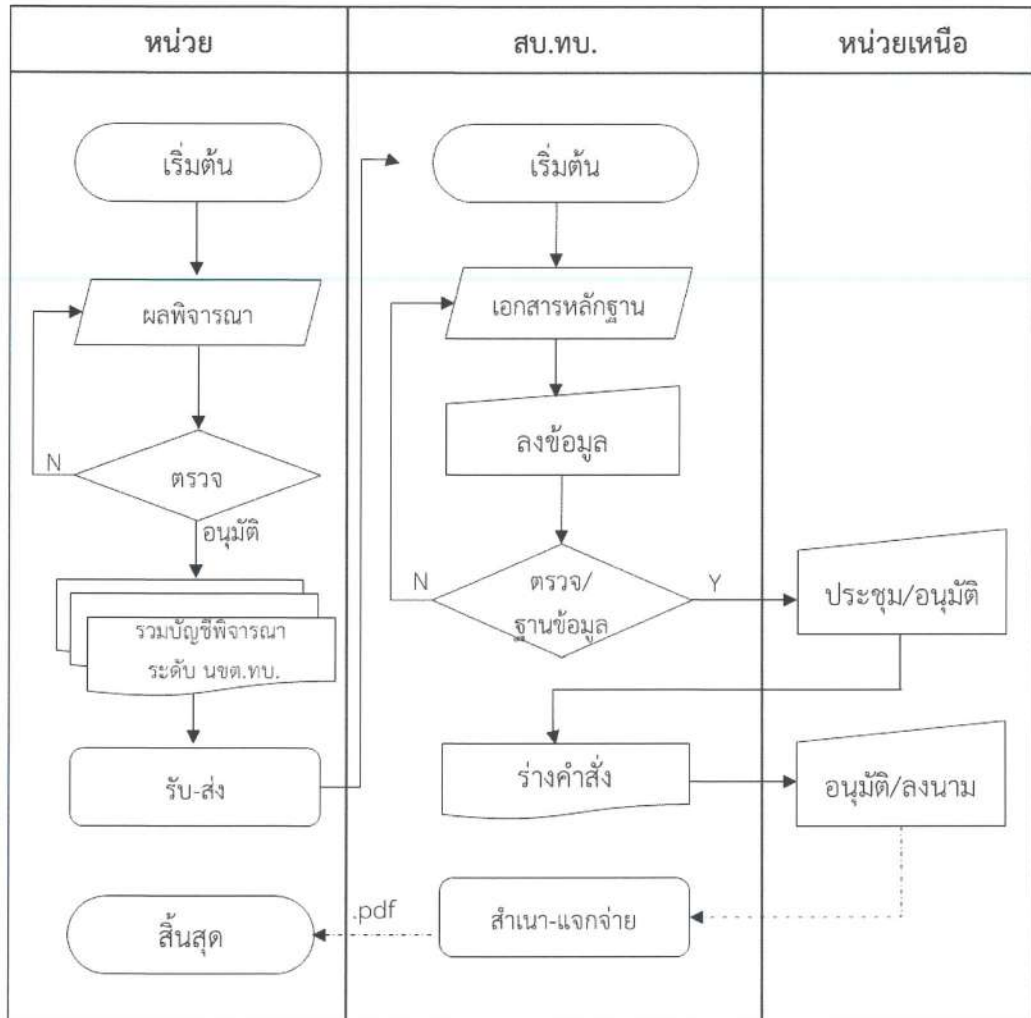 หน่วย
สบ.ทบ.
หน่วยเหนือ
เริ่มต้น
ผลพิจารณา
N
ตรวจ
อนุมัติ
รวมบัญชีพิจารณา
ระดับ นขต.ทบ.
รับ-ส่ง
สิ้นสุด
เริ่มต้น
เอกสารหลักฐาน
ลงข้อมูล
N
ตรวจ/
ฐานข้อมูล
Y
ร่างคำสั่ง
สำเนา-แจกจ่าย
.pdf
ประชุม/อนุมัติ
อนุมัติ/ลงนาม